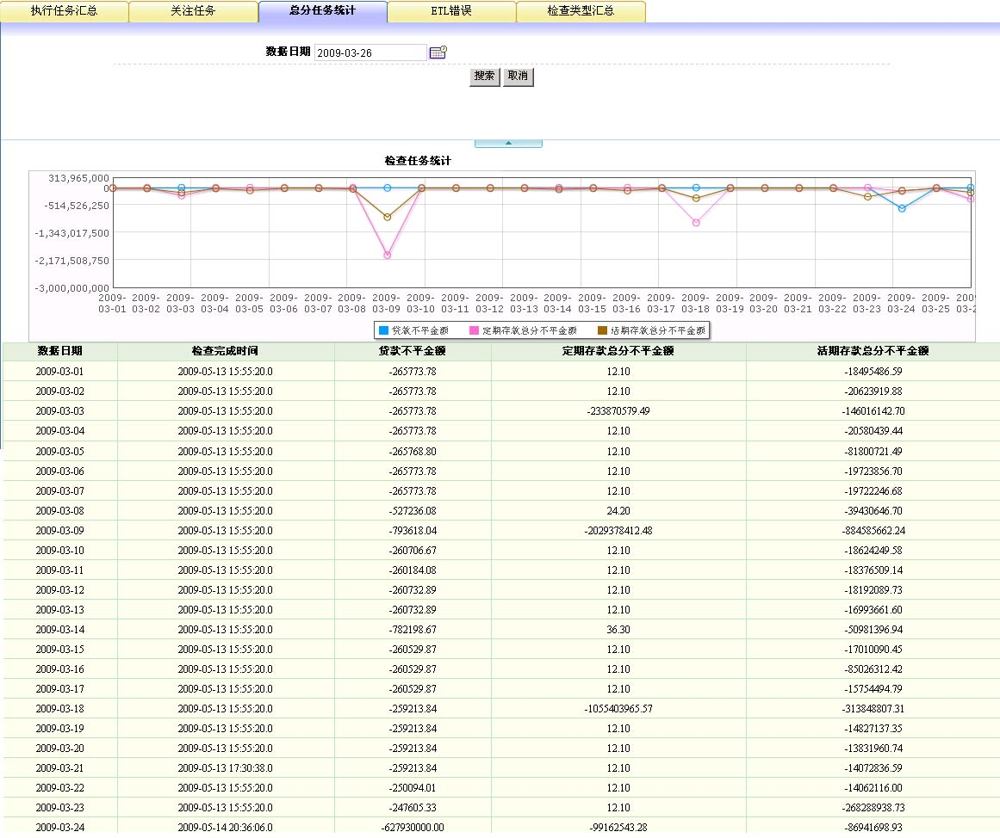 执行任务汇总 关注任务 总分任务统计 ETL错误 检查类型汇总
数据日期 2009-03-26
搜索 取消
检查任务统计
313,965,000
0
-514,526,250
-1,343,017,500
-2,171,508,750
-3,000,000,000
2009-03-01 2009-03-02 2009-03-03 2009-03-04 2009-03-05 2009-03-06 2009-03-07 2009-03-08 2009-03-09 2009-03-10 2009-03-11 2009-03-12 2009-03-13 2009-03-14 2009-03-15 2009-03-16 2009-03-17 2009-03-18 2009-03-19 2009-03-20 2009-03-21 2009-03-22 2009-03-23 2009-03-24 2009-03-25
贷款不平金额 定期存款总分不平金额 活期存款总分不平金额
数据日期 检查完成时间 贷款不平金额 定期存款总分不平金额 活期存款总分不平金额
2009-03-01 2009-05-13 15:55:20.0 -265773.78 12.10 -18495486.59
2009-03-02 2009-05-13 15:55:20.0 -265773.78 12.10 -20623919.88
2009-03-03 2009-05-13 15:55:20.0 -265773.78 -233870579.49 -146016142.70
2009-03-04 2009-05-13 15:55:20.0 -265773.78 12.10 -20580439.44
2009-03-05 2009-05-13 15:55:20.0 -265768.80 12.10 -81800721.49
2009-03-06 2009-05-13 15:55:20.0 -265773.78 12.10 -19723856.70
2009-03-07 2009-05-13 15:55:20.0 -265773.78 12.10 -19722246.68
2009-03-08 2009-05-13 15:55:20.0 -527236.08 24.20 -39430646.70
2009-03-09 2009-05-13 15:55:20.0 -793618.04 -2029378412.48 -884585662.24
2009-03-10 2009-05-13 15:55:20.0 -260706.67 12.10 -18624249.58
2009-03-11 2009-05-13 15:55:20.0 -260184.08 12.10 -18376509.14
2009-03-12 2009-05-13 15:55:20.0 -260732.89 12.10 -18192089.73
2009-03-13 2009-05-13 15:55:20.0 -260732.89 12.10 -16993661.60
2009-03-14 2009-05-13 15:55:20.0 -782198.67 36.30 -50981396.94
2009-03-15 2009-05-13 15:55:20.0 -260529.87 12.10 -17010090.45
2009-03-16 2009-05-13 15:55:20.0 -260529.87 12.10 -85026312.42
2009-03-17 2009-05-13 15:55:20.0 -260529.87 12.10 -15754494.79
2009-03-18 2009-05-13 15:55:20.0 -259213.84 -1055403965.57 -313848807.31
2009-03-19 2009-05-13 15:55:20.0 -259213.84 12.10 -14827137.35
2009-03-20 2009-05-13 15:55:20.0 -259213.84 12.10 -13831960.74
2009-03-21 2009-05-13 17:30:38.0 -259213.84 12.10 -14072836.59
2009-03-22 2009-05-13 15:55:20.0 -250094.01 12.10 -14062116.00
2009-03-23 2009-05-13 15:55:20.0 -247605.33 12.10 -268288938.73
2009-03-24 2009-05-14 20:36:06.0 -627930000.00 -99162543.28 -86941698.93